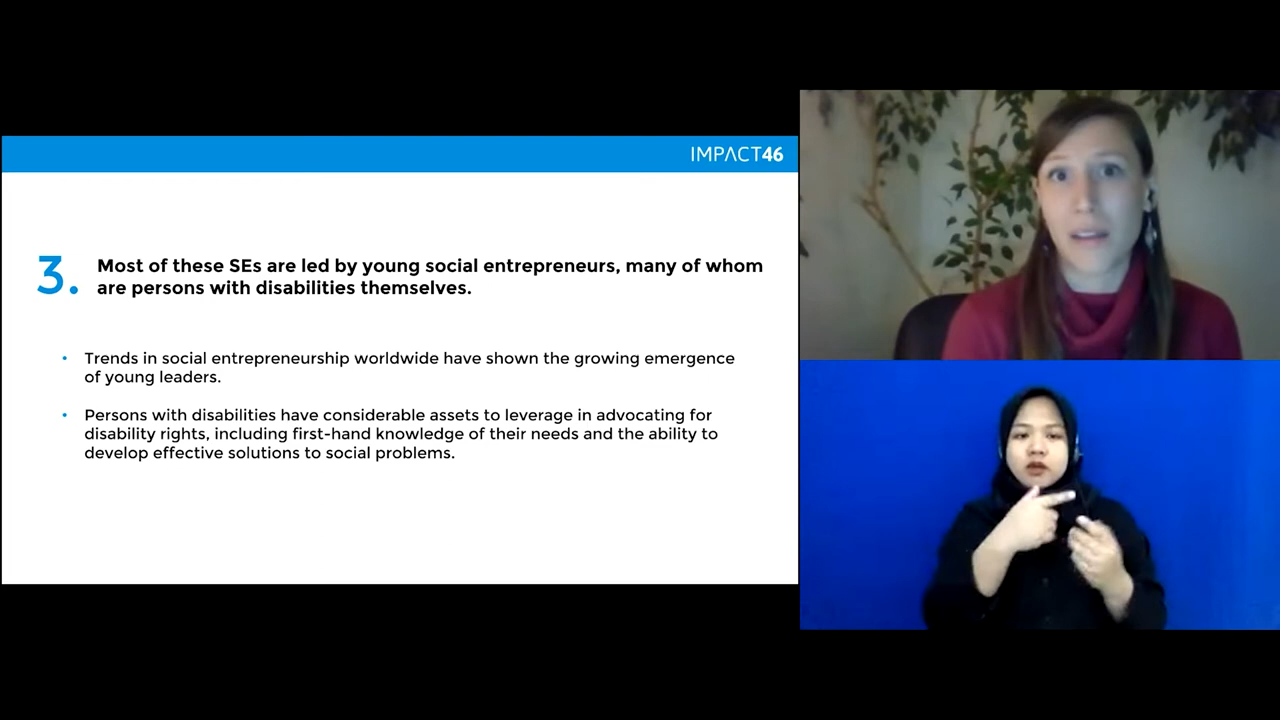 IMPACT46
3. Most of these SEs are led by young social entrepreneurs, many of whom
are persons with disabilities themselves.
• Trends in social entrepreneurship worldwide have shown the growing emergence
of young leaders.
• Persons with disabilities have considerable assets to leverage in advocating for
disability rights, including first-hand knowledge of their needs and the ability to
develop effective solutions to social problems.